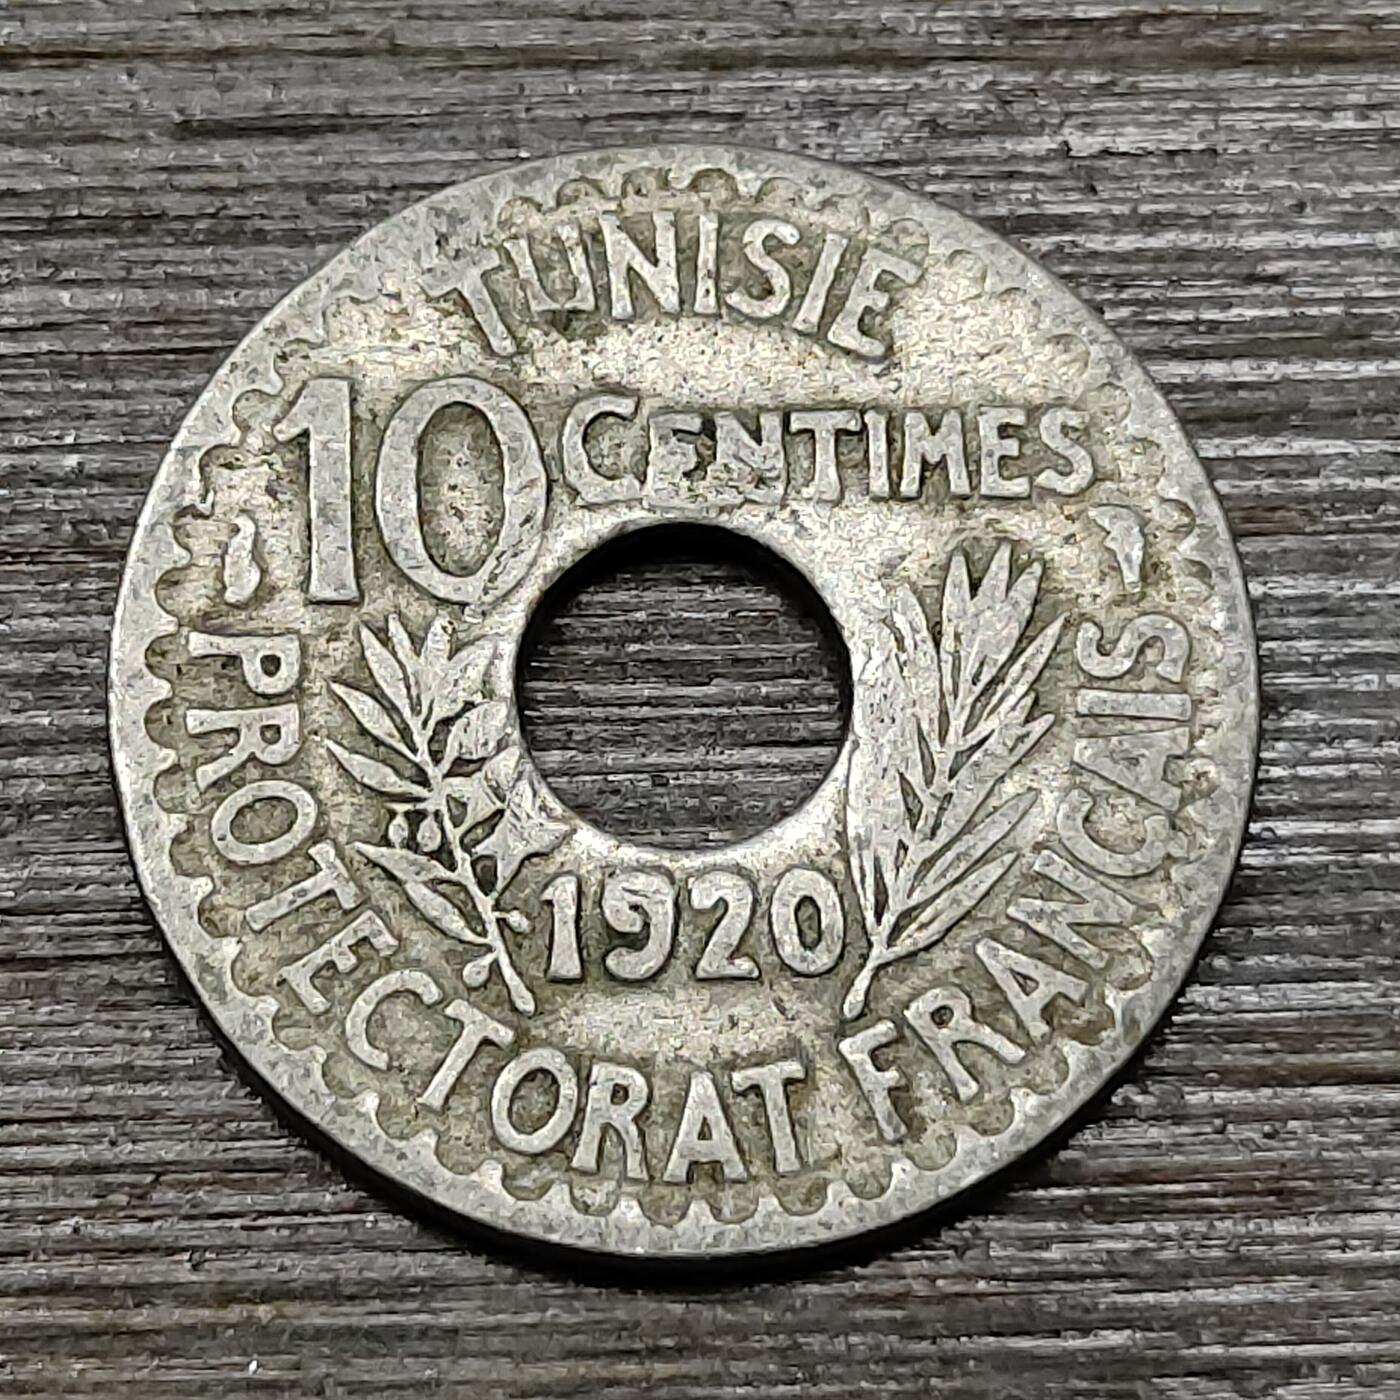 TUNISIE
10 CENTIMES
1920
PROTECTORAT FRANÇAIS